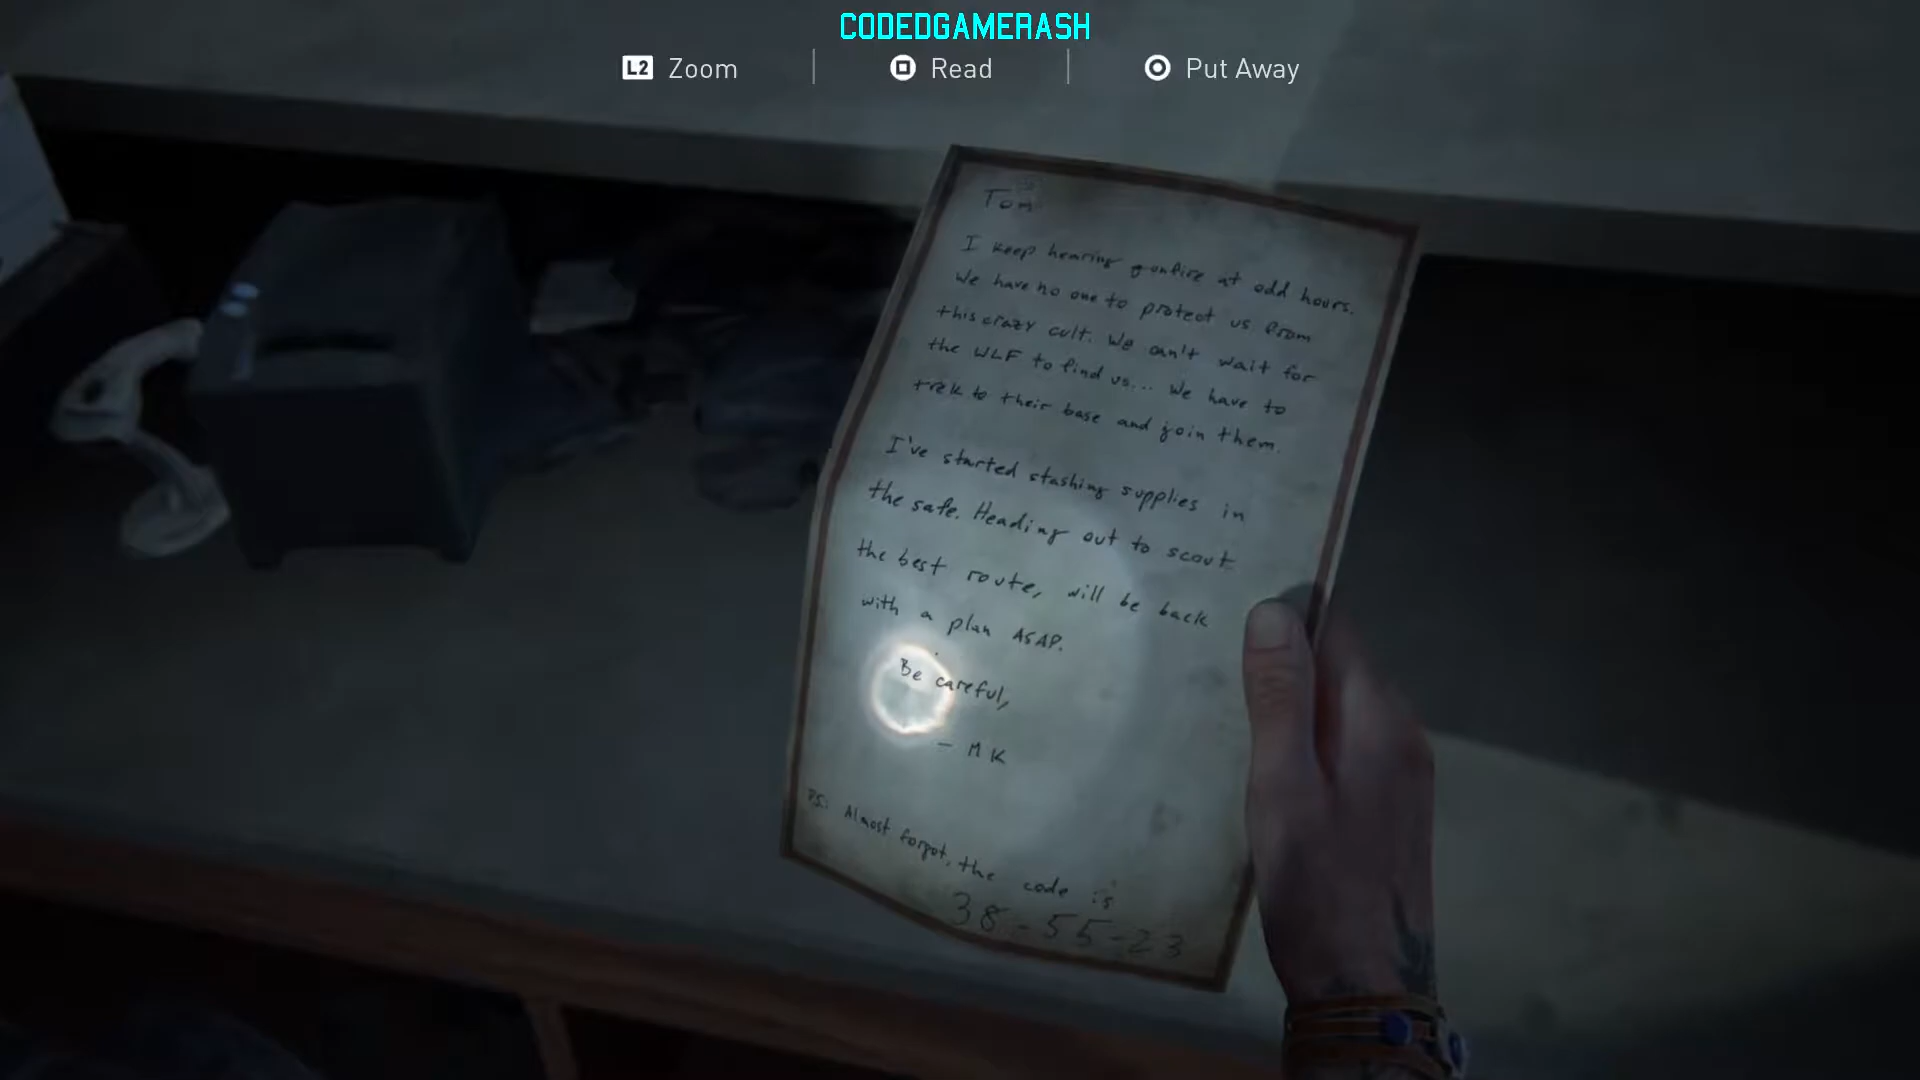 CODEDGAMERASH
L2 Zoom
Read
Put Away
Tom
I keep hearing gunfire at odd hours.
We have no one to protect us from
this crazy cult. We can't wait for
the WLF to find us... We have to
trek to their base and join them.
I've started stashing supplies in
the safe. Heading out to scout
the best route, will be back
with a plan ASAP.
Be careful,
- MK
PS: Almost forgot, the code is
38-55-23